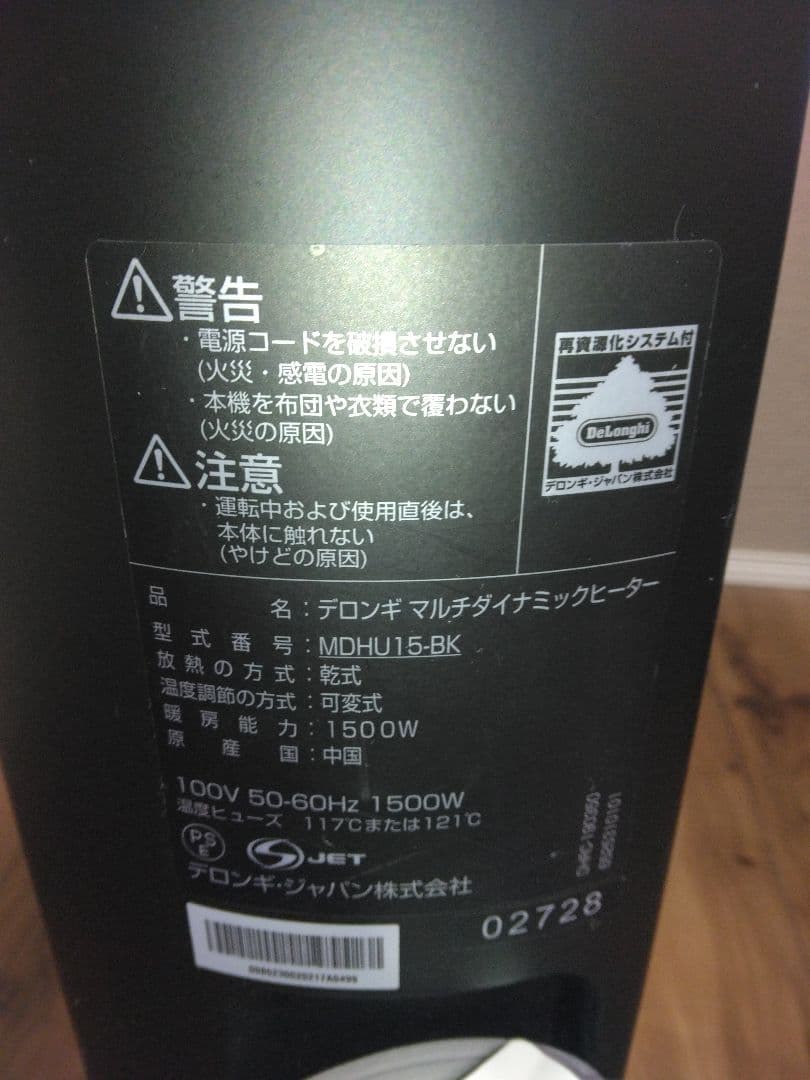 警告
・電源コードを破損させない
(火災・感電の原因)
・本機を布団や衣類で覆わない
(火災の原因)
注意
・運転中および使用直後は、
本体に触れない
(やけどの原因)
再資源化システム付
DeLonghi
デロンギ・ジャパン株式会社
品名：デロンギ マルチダイナミックヒーター
型式番号：MDHU15-BK
放熱の方式：乾式
温度調節の方式：可変式
暖房能力：1500W
原産国：中国
100V 50-60Hz 1500W
温度ヒューズ 117℃または121℃
PS
E
JET
デロンギ・ジャパン株式会社
02728